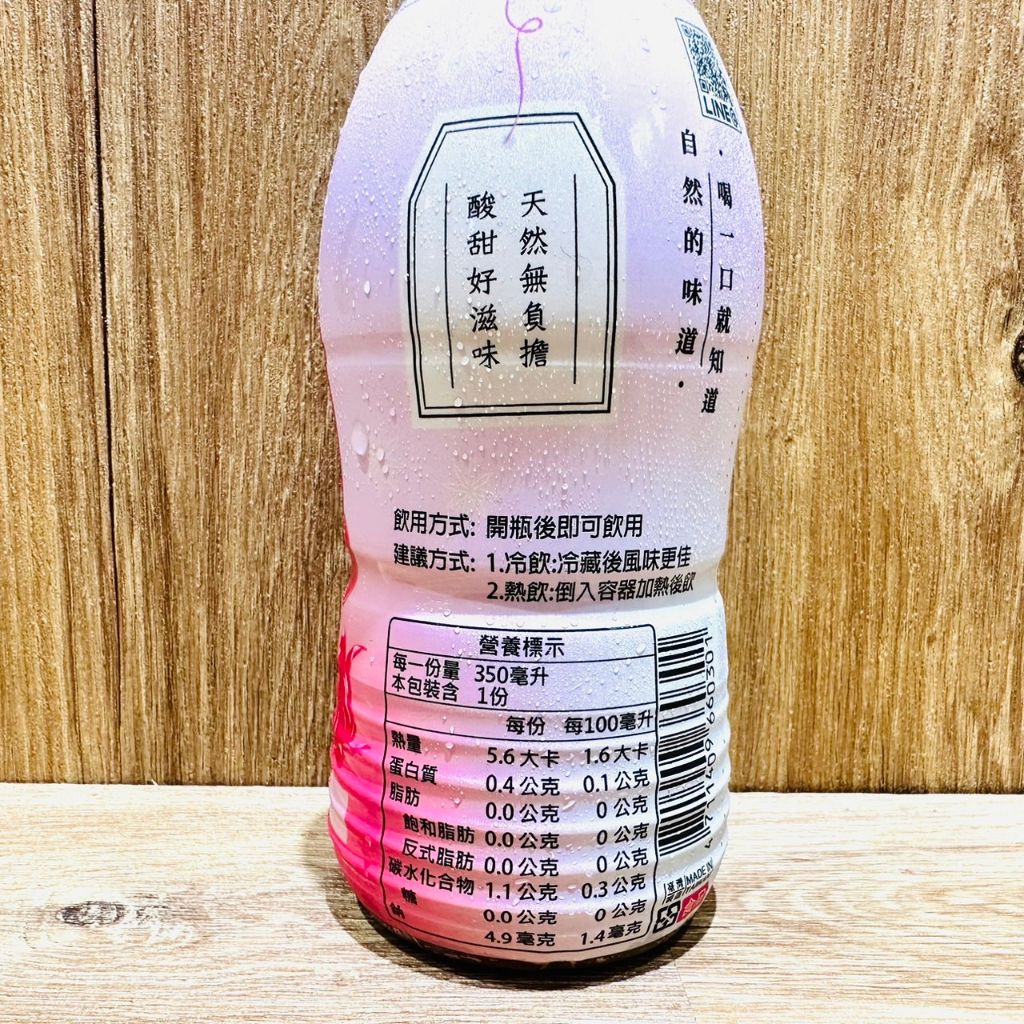 LINE@
・喝一口就知道
自然的味道・
天然無負擔
酸甜好滋味
飲用方式: 開瓶後即可飲用
建議方式: 1.冷飲:冷藏後風味更佳
2.熱飲:倒入容器加熱後飲
營養標示
每一份量 350毫升
本包裝含 1份
每份 每100毫升
熱量 5.6大卡 1.6大卡
蛋白質 0.4公克 0.1公克
脂肪 0.0公克 0公克
飽和脂肪 0.0公克 0公克
反式脂肪 0.0公克 0公克
碳水化合物 1.1公克 0.3公克
糖 0.0公克 0公克
鈉 4.9毫克 1.4毫克
4 711409 660301
臺灣 MADE IN